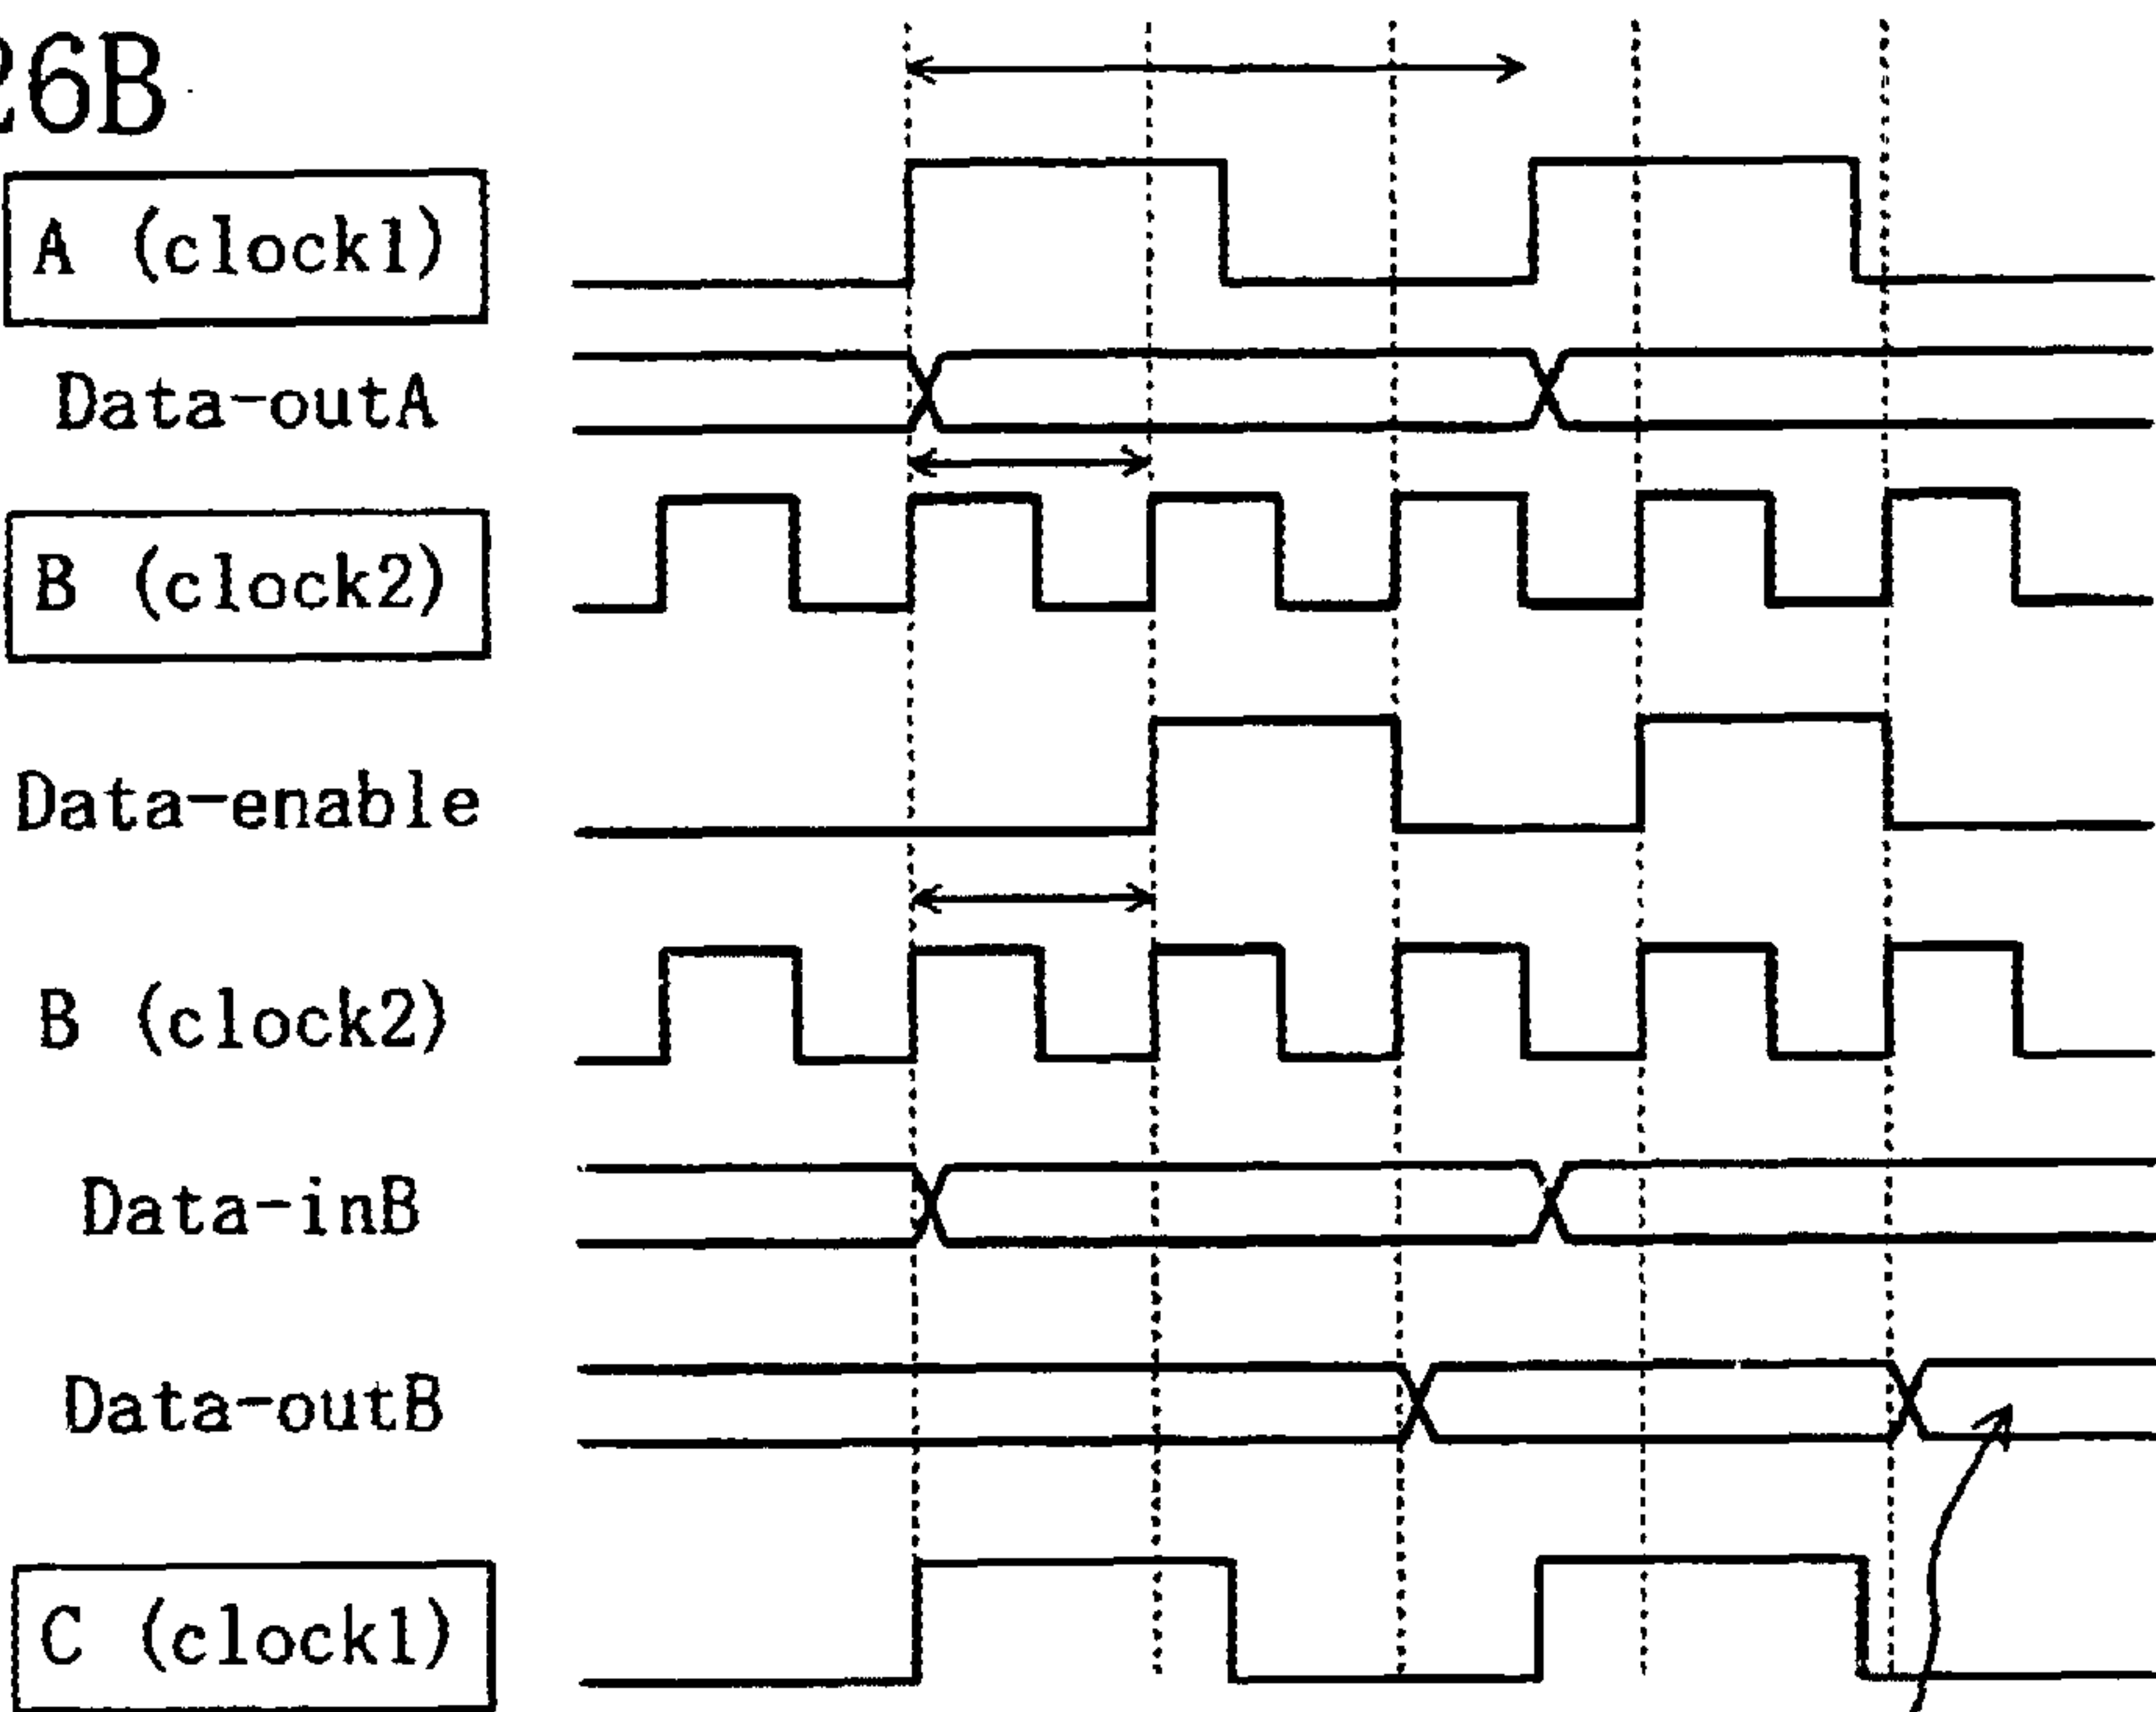 26B
A (clock1)
Data-outA
B (clock2)
Data-enable
B (clock2)
Data-inB
Data-outB
C (clock1)